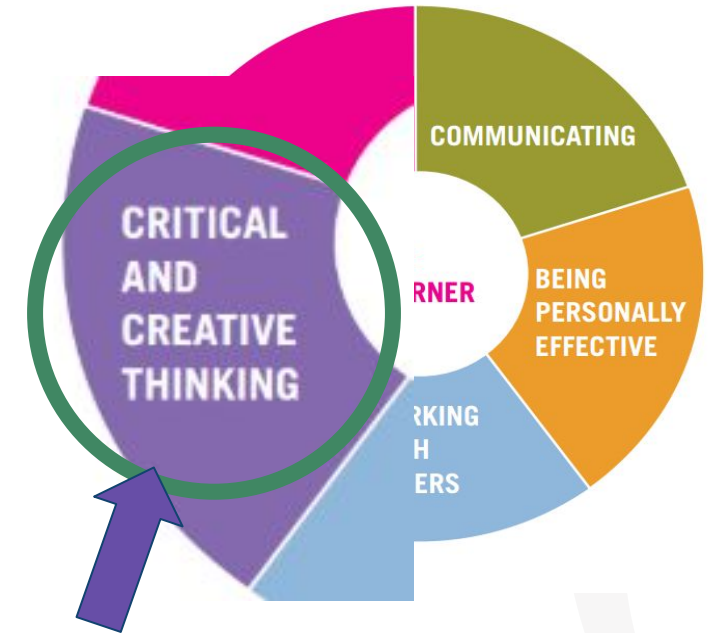 COMMUNICATING
CRITICAL
AND
CREATIVE
THINKING
RNER
BEING
PERSONALLY
EFFECTIVE
RKING
H
ERS